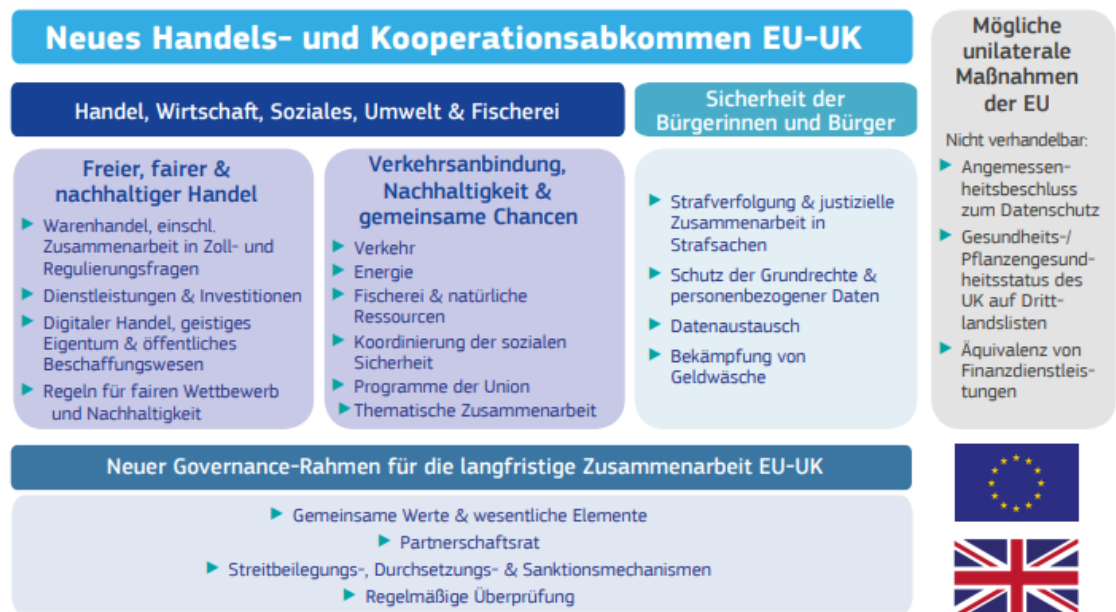 Neues Handels- und Kooperationsabkommen EU-UK
Handel, Wirtschaft, Soziales, Umwelt & Fischerei
Freier, fairer &
nachhaltiger Handel
Warenhandel, einschl.
Zusammenarbeit in Zoll- und
Regulierungsfragen
Dienstleistungen & Investitionen
Digitaler Handel, geistiges
Eigentum & öffentliches
Beschaffungswesen
Regeln für fairen Wettbewerb
und Nachhaltigkeit
Verkehrsanbindung,
Nachhaltigkeit &
gemeinsame Chancen
Verkehr
Energie
Fischerei & natürliche
Ressourcen
Koordinierung der sozialen
Sicherheit
Programme der Union
Thematische Zusammenarbeit
Sicherheit der
Bürgerinnen und Bürger
Strafverfolgung & justizielle
Zusammenarbeit in
Strafsachen
Schutz der Grundrechte &
personenbezogener Daten
Datenaustausch
Bekämpfung von
Geldwäsche
Mögliche
unilaterale
Maßnahmen
der EU
Nicht verhandelbar:
Angemessen-
heitsbeschluss
zum Datenschutz
Gesundheits-/
Pflanzengesund-
heitsstatus des
UK auf Dritt-
landslisten
Äquivalenz von
Finanzdienstleis-
tungen
Neuer Governance-Rahmen für die langfristige Zusammenarbeit EU-UK
Gemeinsame Werte & wesentliche Elemente
Partnerschaftsrat
Streitbeilegungs-, Durchsetzungs- & Sanktionsmechanismen
Regelmäßige Überprüfung